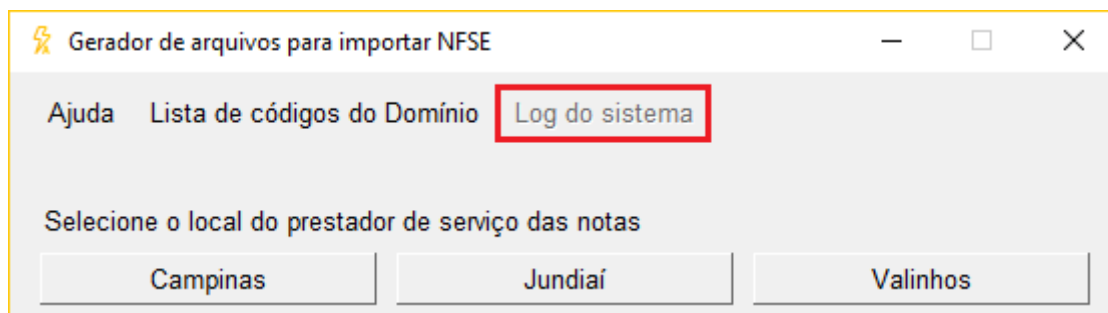 Gerador de arquivos para importar NFSE
Ajuda Lista de códigos do Domínio Log do sistema
Selecione o local do prestador de serviço das notas
Campinas Jundiaí Valinhos